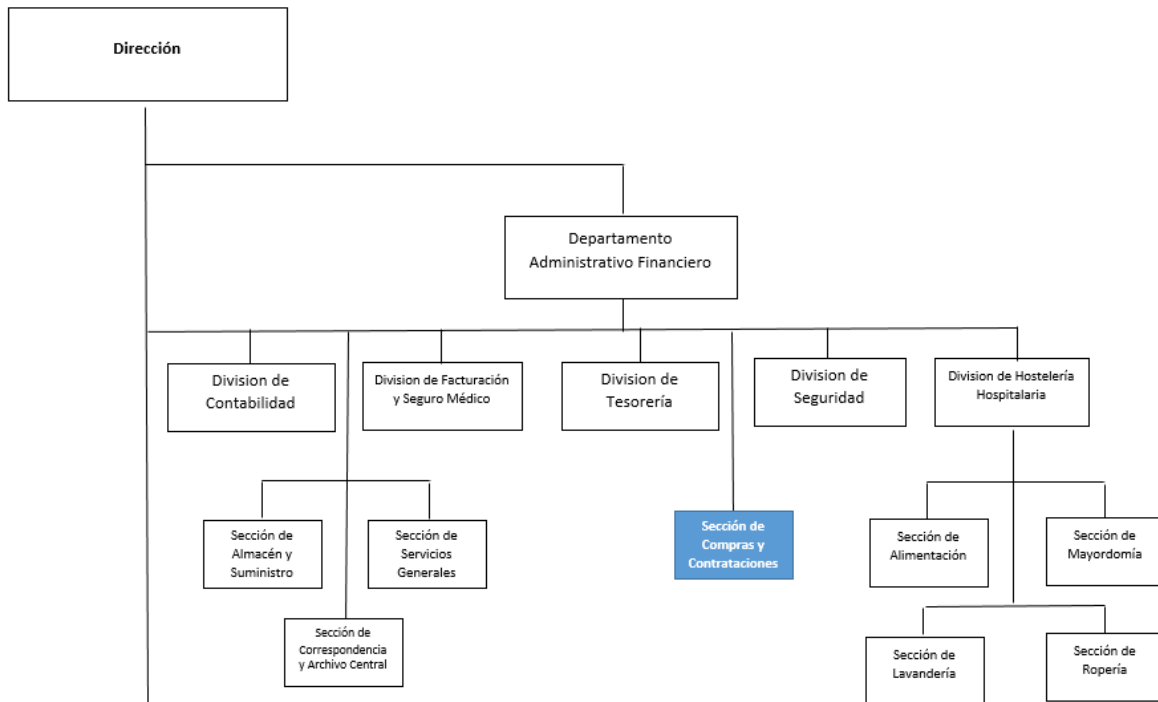 Dirección
Departamento
Administrativo Financiero
Division de
Contabilidad
Division de Facturación
y Seguro Médico
Division de
Tesorería
Division de
Seguridad
Division de Hostelería
Hospitalaria
Sección de
Almacén y
Suministro
Sección de
Servicios
Generales
Sección de
Compras y
Contrataciones
Sección de
Alimentación
Sección de
Mayordomía
Sección de
Correspondencia
y Archivo Central
Sección de
Lavandería
Sección de
Ropería